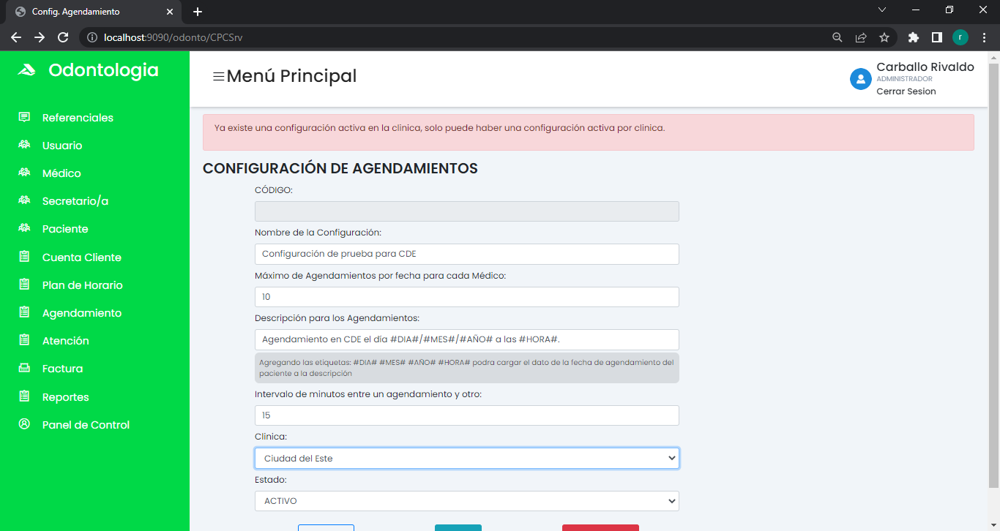 Config. Agendamiento
localhost:9090/odonto/CPCSrv
r
Odontologia
Menú Principal
Carballo Rivaldo
ADMINISTRADOR
Cerrar Sesion
Referenciales
Usuario
Médico
Secretario/a
Paciente
Cuenta Cliente
Plan de Horario
Agendamiento
Atención
Factura
Reportes
Panel de Control
Ya existe una configuración activa en la clínica, solo puede haber una configuración activa por clinica.
CONFIGURACIÓN DE AGENDAMIENTOS
CÓDIGO:
Nombre de la Configuración:
Configuración de prueba para CDE
Máximo de Agendamientos por fecha para cada Médico:
10
Descripción para los Agendamientos:
Agendamiento en CDE el día #DIA#/#MES#/#AÑO# a las #HORA#.
Agregando las etiquetas: #DIA# #MES# #AÑO# #HORA# podra cargar el dato de la fecha de agendamiento del
paciente a la descripción
Intervalo de minutos entre un agendamiento y otro:
15
Clinica:
Ciudad del Este
Estado:
ACTIVO